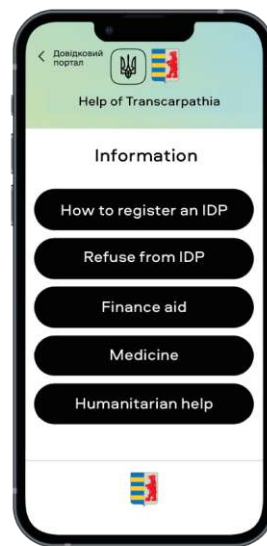 Довідковий
портал
Help of Transcarpathia
Information
How to register an IDP
Refuse from IDP
Finance aid
Medicine
Humanitarian help